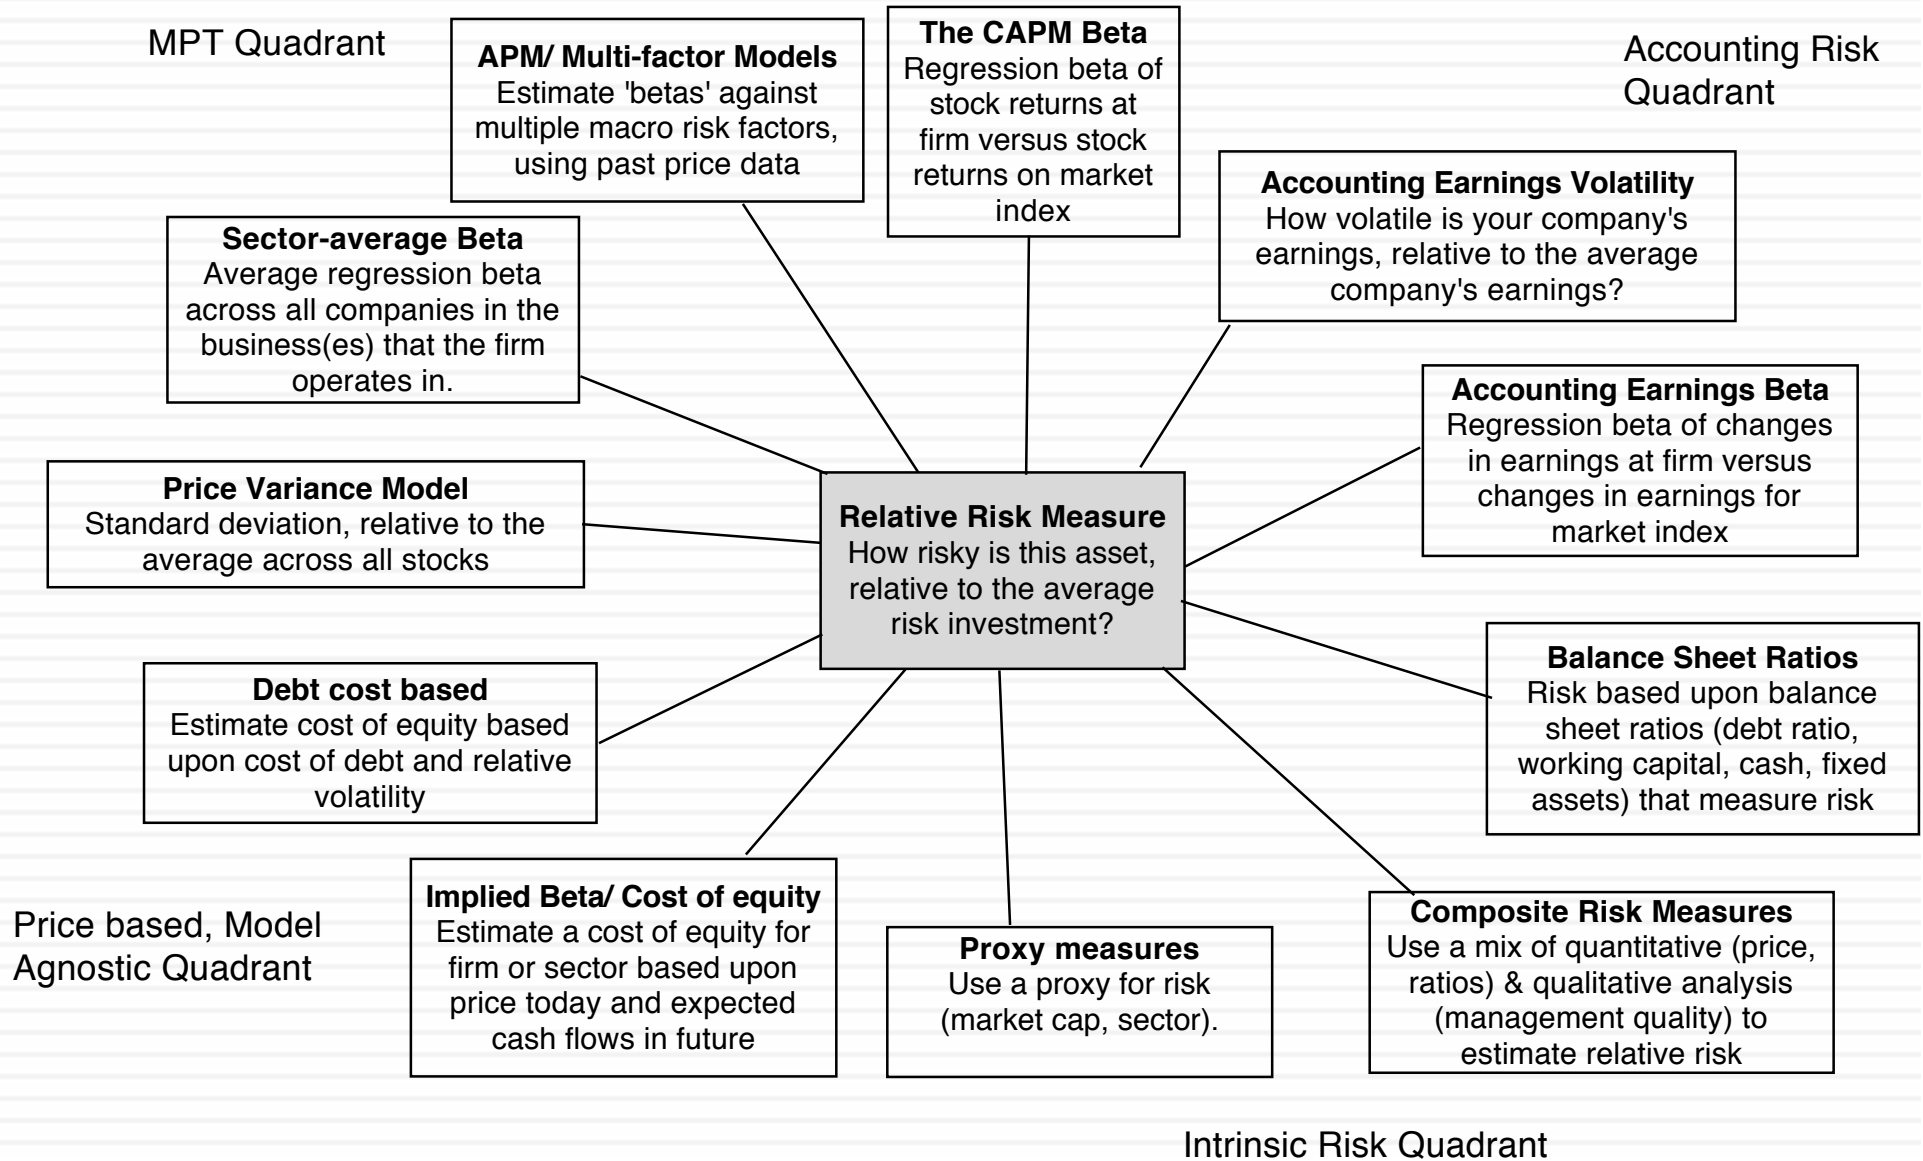 MPT Quadrant
APM/ Multi-factor Models
Estimate 'betas' against
multiple macro risk factors,
using past price data
The CAPM Beta
Regression beta of
stock returns at
firm versus stock
returns on market
index
Accounting Risk
Quadrant
Accounting Earnings Volatility
How volatile is your company's
earnings, relative to the average
company's earnings?
Sector-average Beta
Average regression beta
across all companies in the
business(es) that the firm
operates in.
Accounting Earnings Beta
Regression beta of changes
in earnings at firm versus
changes in earnings for
market index
Price Variance Model
Standard deviation, relative to the
average across all stocks
Relative Risk Measure
How risky is this asset,
relative to the average
risk investment?
Balance Sheet Ratios
Risk based upon balance
sheet ratios (debt ratio,
working capital, cash, fixed
assets) that measure risk
Debt cost based
Estimate cost of equity based
upon cost of debt and relative
volatility
Price based, Model
Agnostic Quadrant
Implied Beta/ Cost of equity
Estimate a cost of equity for
firm or sector based upon
price today and expected
cash flows in future
Proxy measures
Use a proxy for risk
(market cap, sector).
Composite Risk Measures
Use a mix of quantitative (price,
ratios) & qualitative analysis
(management quality) to
estimate relative risk
Intrinsic Risk Quadrant